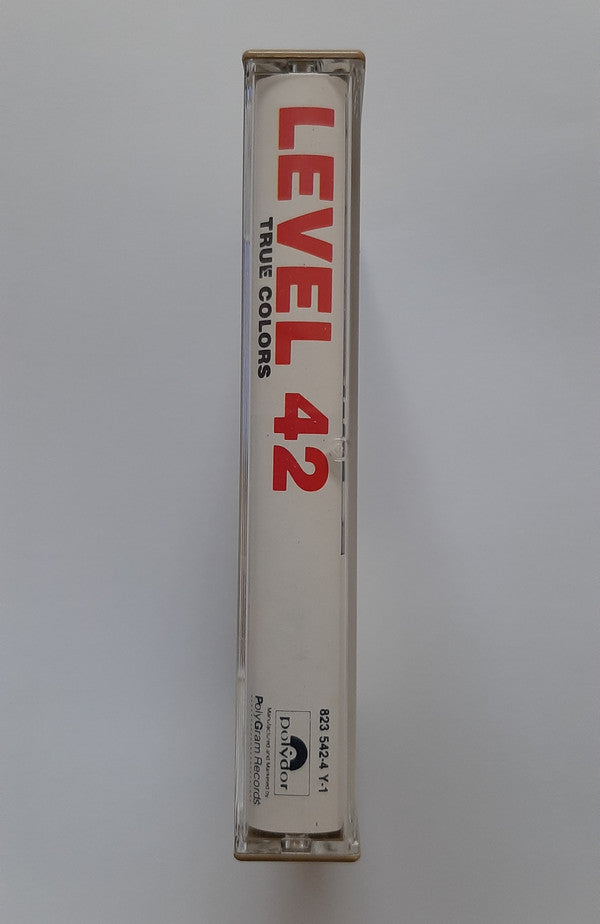 LEVEL 42
TRUE COLORS
823 542-4 Y-1
polydor
Manufactured and Marketed by
PolyGram Records